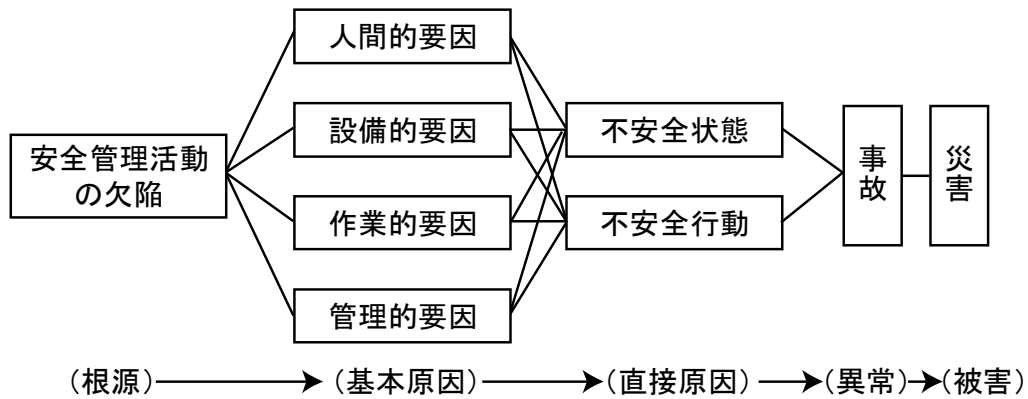 安全管理活動
の欠陥
人間的要因
設備的要因
作業的要因
管理的要因
不安全状態
不安全行動
事故
災害
（根源）（基本原因）（直接原因）（異常）（被害）